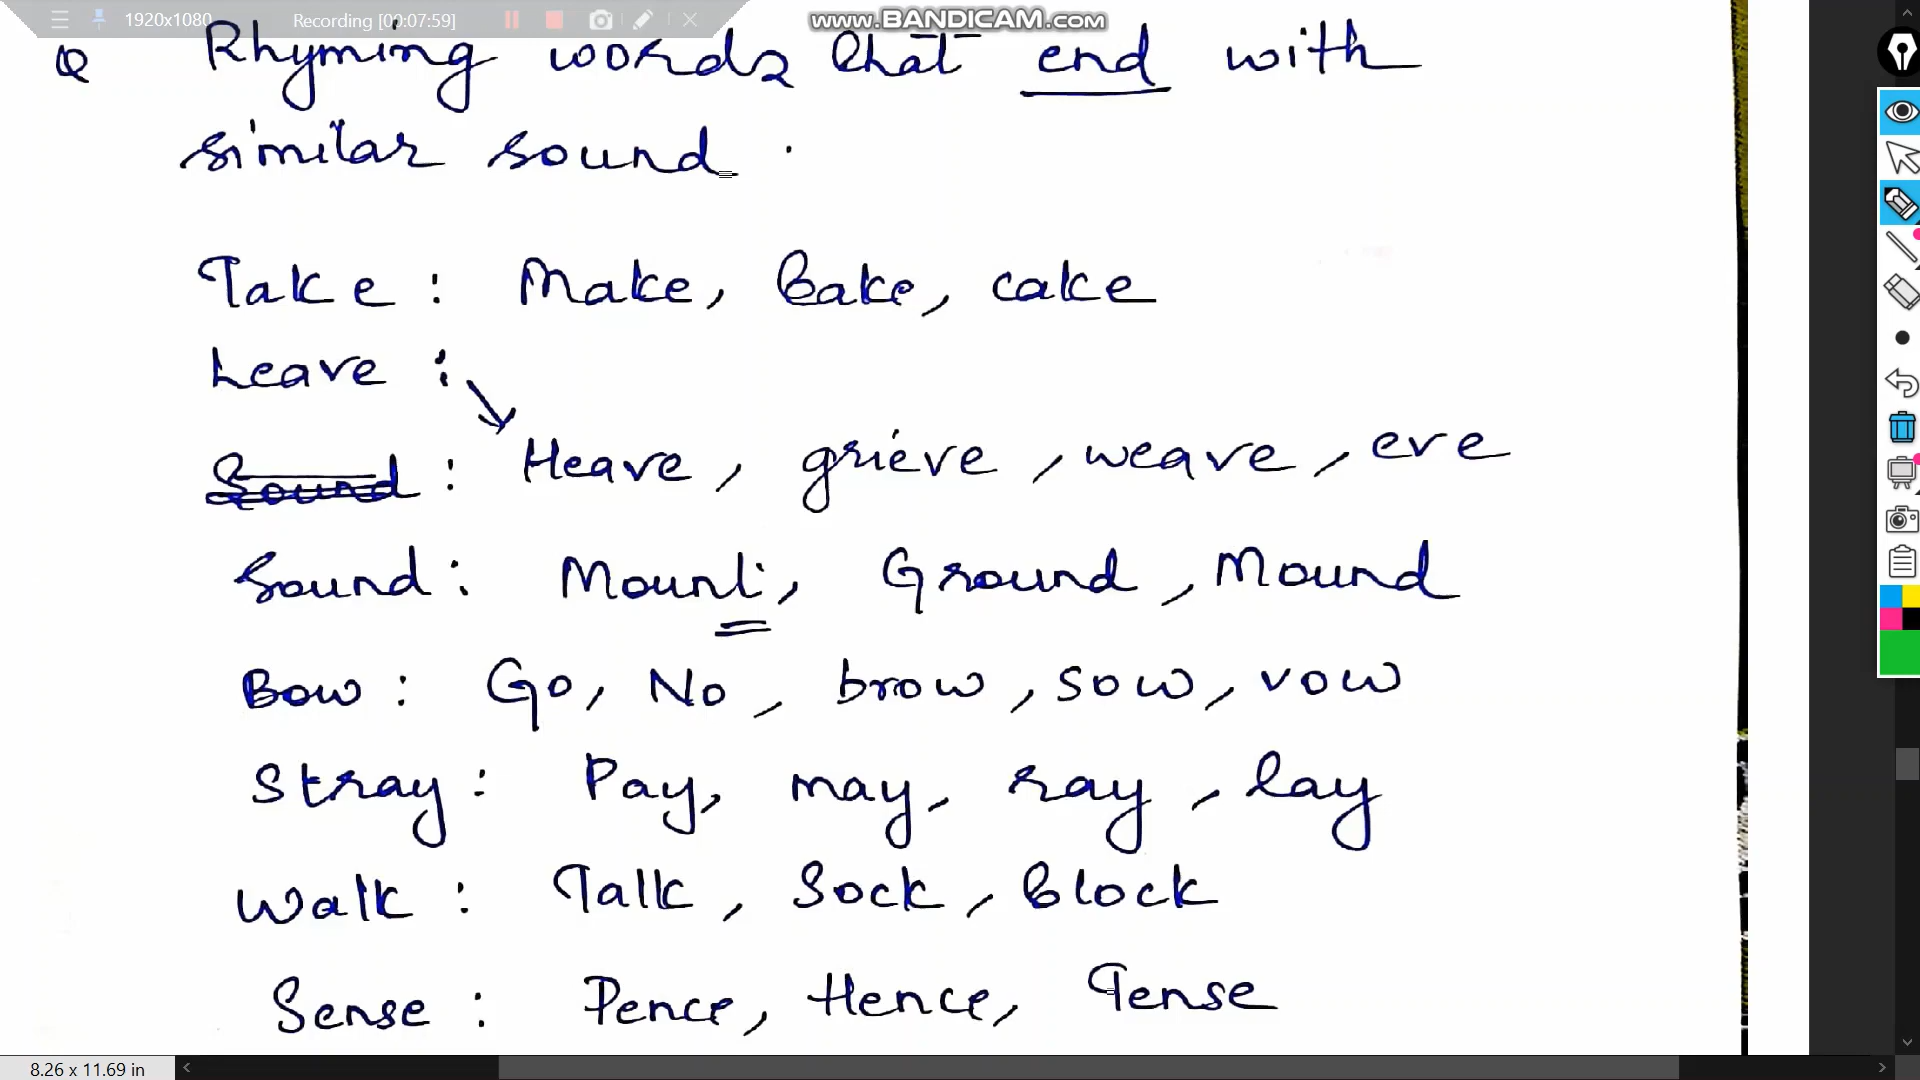 1920x1080 Recording [00:07:59] www.BANDICAM.com
Q Rhyming words that end with
similar sound.
Take : Make, Bake, cake
Leave :
Sound : Heave, grieve, weave, eve
Sound : Mount, Ground, Mound
Bow : Go, No, brow, sow, vow
Stray : Pay, may, ray, lay
Walk : Talk, Sock, Block
Sense : Pence, Hence, Tense
8.26 x 11.69 in